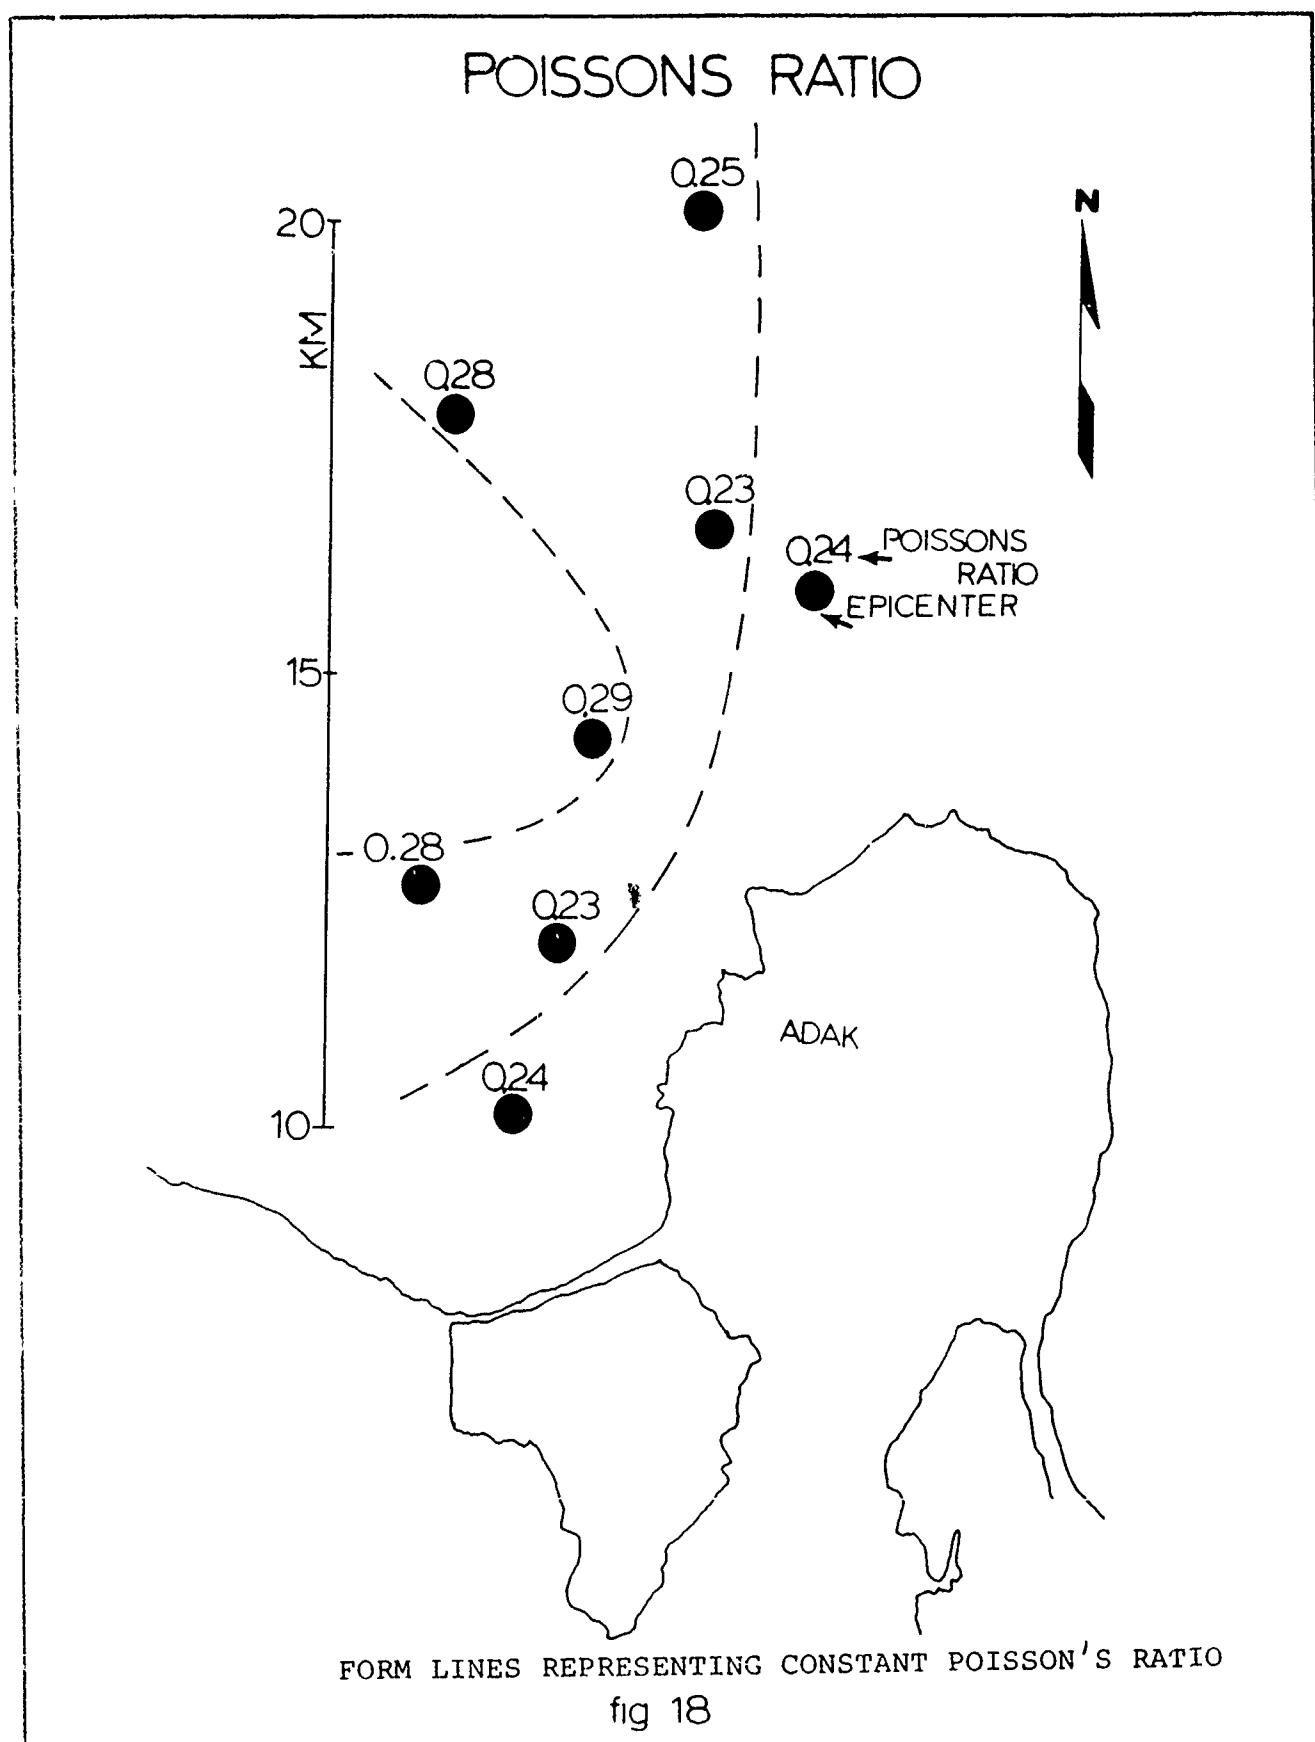 POISSONS RATIO
0.25
N
20
KM
0.28
0.23
0.24 POISSONS
RATIO
EPICENTER
15
0.29
0.28
0.23
ADAK
0.24
10
FORM LINES REPRESENTING CONSTANT POISSON'S RATIO
fig 18